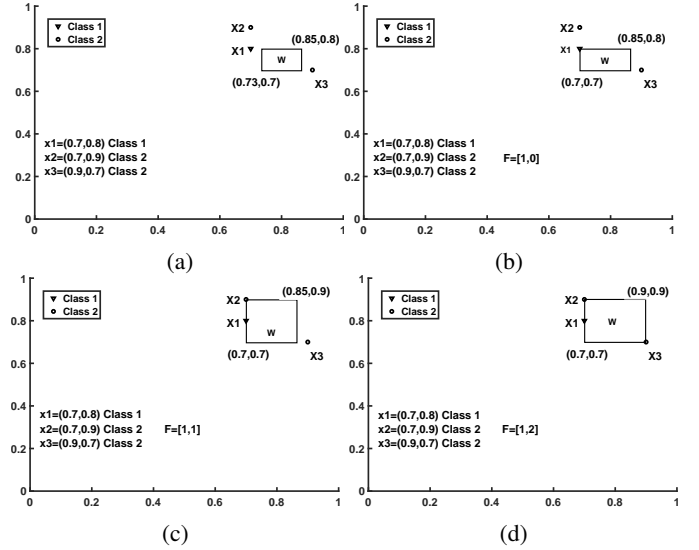 Class 1
Class 2
X2
(0.85,0.8)
X1
W
(0.73,0.7)
X3
x1=(0.7,0.8) Class 1
x2=(0.7,0.9) Class 2
x3=(0.9,0.7) Class 2
1
0.8
0.6
0.4
0.2
0
0 0.2 0.4 0.6 0.8 1
(a)
Class 1
Class 2
X2
(0.85,0.8)
X1
W
(0.7,0.7)
X3
x1=(0.7,0.8) Class 1
x2=(0.7,0.9) Class 2 F=[1,0]
x3=(0.9,0.7) Class 2
1
0.8
0.6
0.4
0.2
0
0 0.2 0.4 0.6 0.8 1
(b)
Class 1
Class 2
X2
(0.85,0.9)
X1
W
(0.7,0.7)
X3
x1=(0.7,0.8) Class 1
x2=(0.7,0.9) Class 2 F=[1,1]
x3=(0.9,0.7) Class 2
1
0.8
0.6
0.4
0.2
0
0 0.2 0.4 0.6 0.8 1
(c)
Class 1
Class 2
(0.9,0.9)
X2
X1
W
(0.7,0.7)
X3
x1=(0.7,0.8) Class 1
x2=(0.7,0.9) Class 2 F=[1,2]
x3=(0.9,0.7) Class 2
1
0.8
0.6
0.4
0.2
0
0 0.2 0.4 0.6 0.8 1
(d)